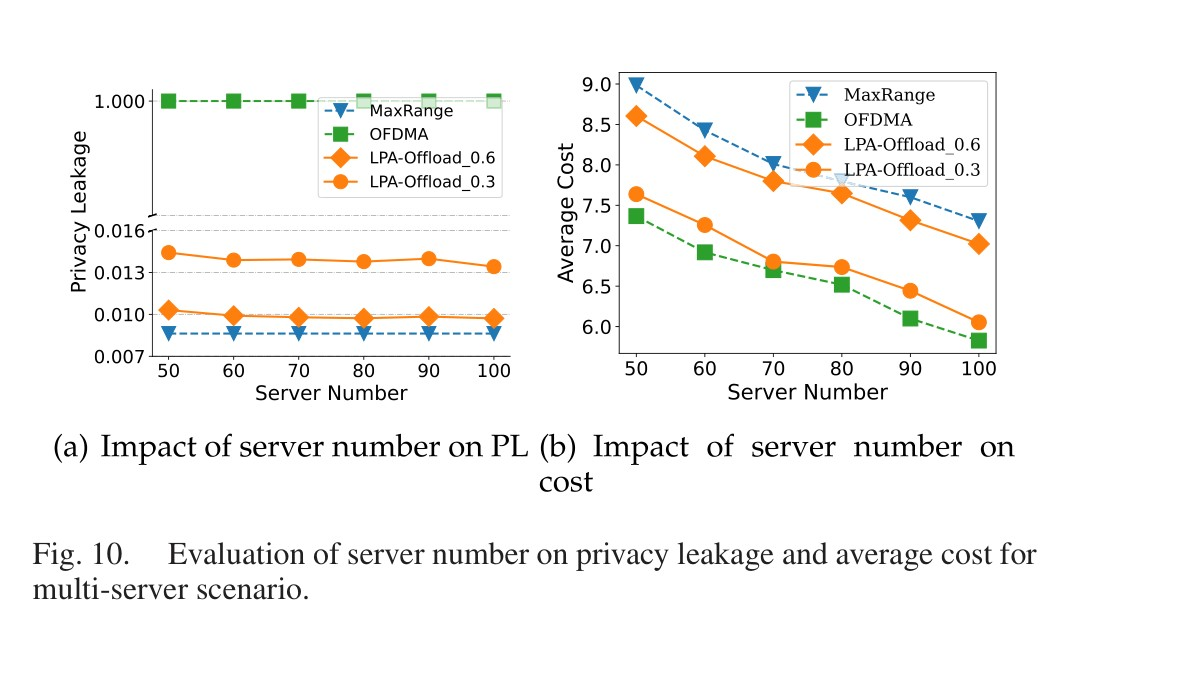 1.000
0.016
0.013
0.010
0.007
Privacy Leakage
MaxRange
OFDMA
LPA-Offload_0.6
LPA-Offload_0.3
50 60 70 80 90 100
Server Number
(a) Impact of server number on PL
9.0
8.5
8.0
7.5
7.0
6.5
6.0
Average Cost
MaxRange
OFDMA
LPA-Offload_0.6
LPA-Offload_0.3
50 60 70 80 90 100
Server Number
(b) Impact of server number on
cost
Fig. 10. Evaluation of server number on privacy leakage and average cost for
multi-server scenario.